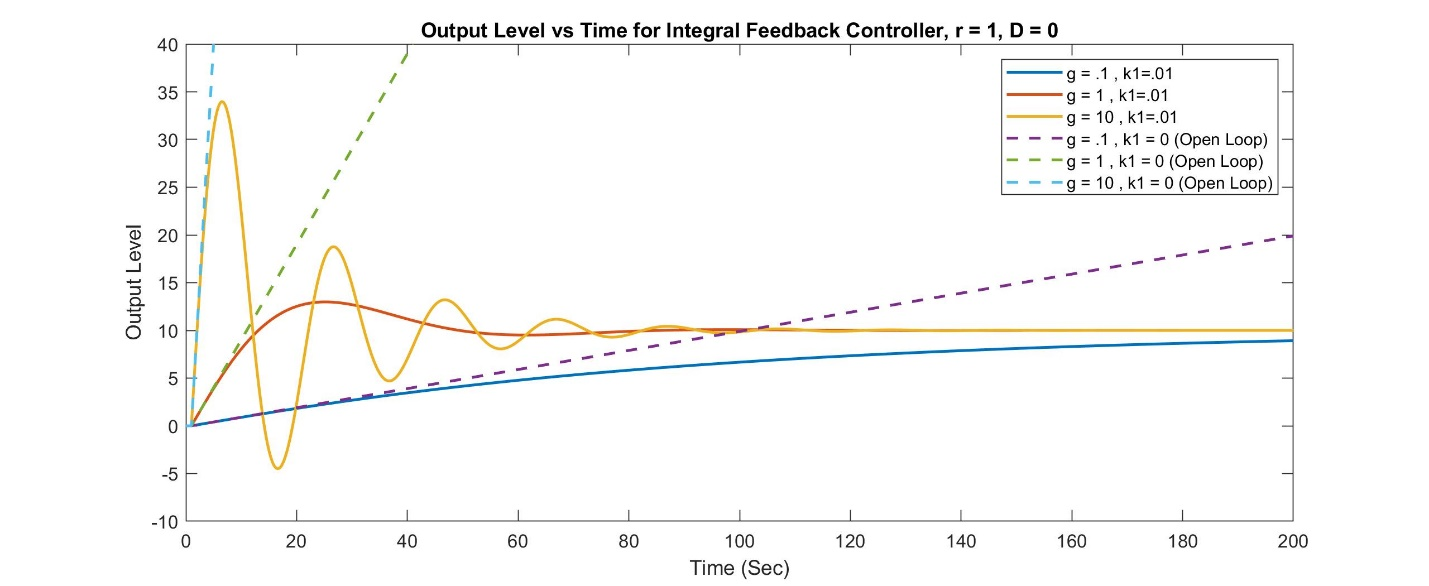 Output Level vs Time for Integral Feedback Controller, r = 1, D = 0
40
35
30
25
20
15
10
5
0
-5
-10
Output Level
g = .1 , k1=.01
g = 1 , k1=.01
g = 10 , k1=.01
g = .1 , k1 = 0 (Open Loop)
g = 1 , k1 = 0 (Open Loop)
g = 10 , k1 = 0 (Open Loop)
0 20 40 60 80 100 120 140 160 180 200
Time (Sec)